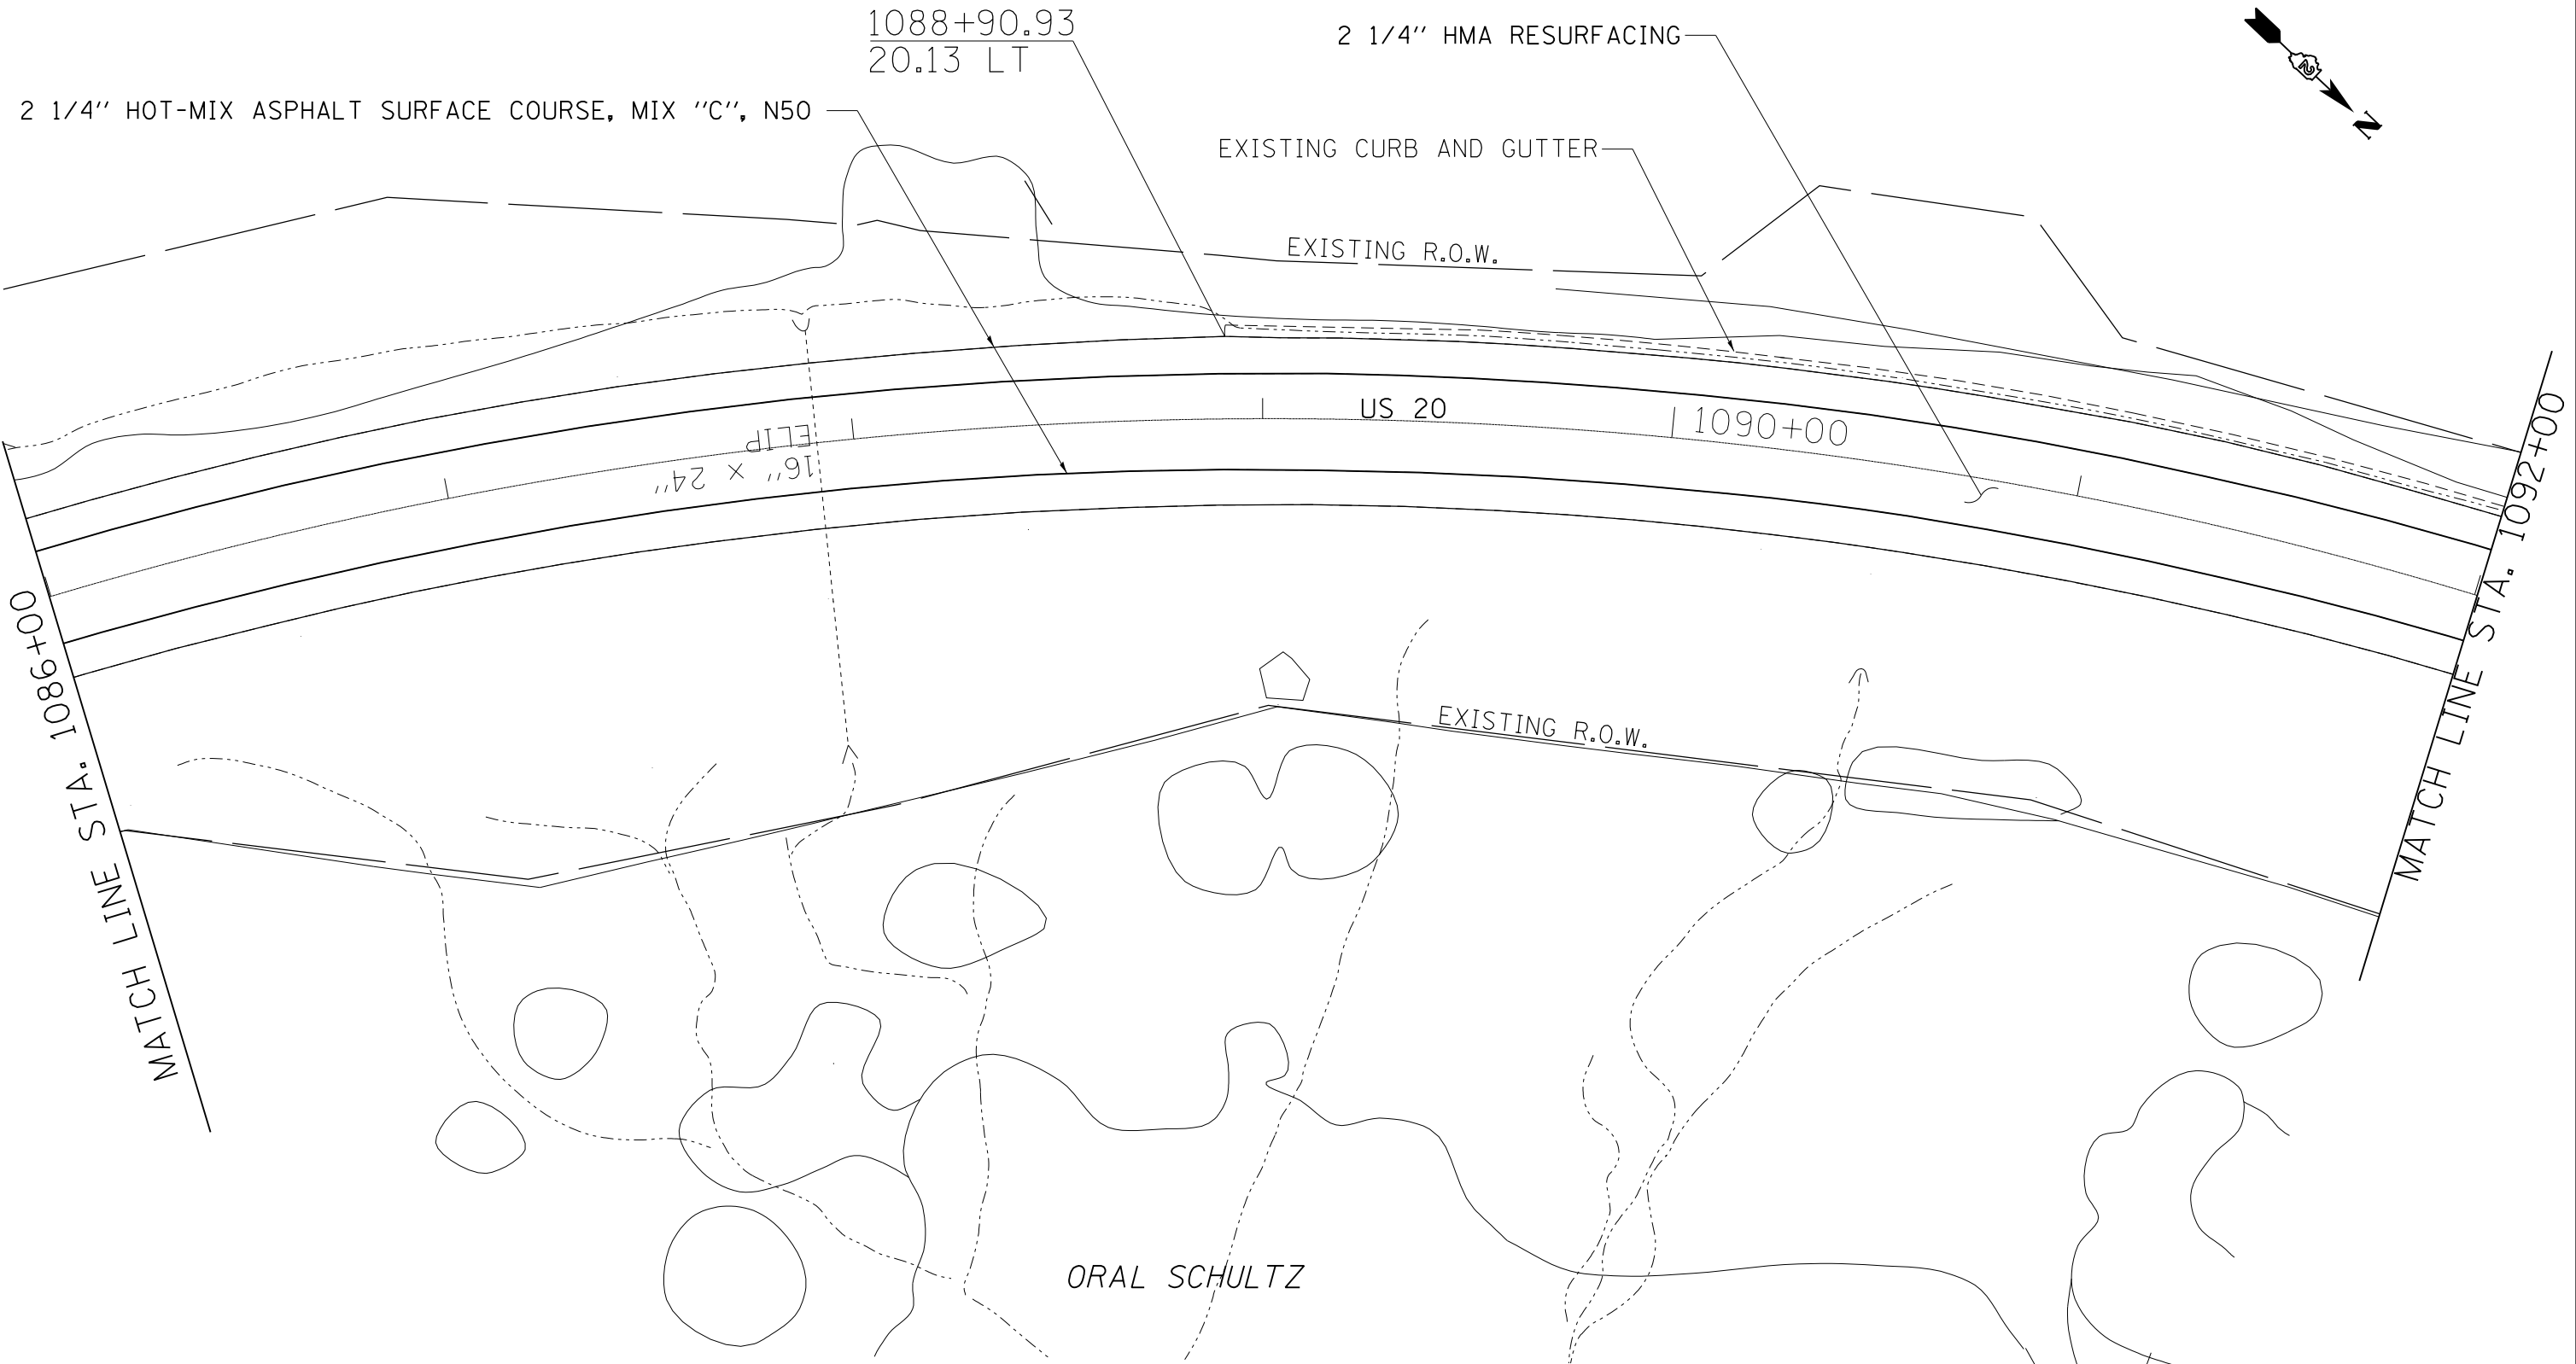 1088+90.93
20.13 LT
2 1/4" HMA RESURFACING
2
N
2 1/4" HOT-MIX ASPHALT SURFACE COURSE, MIX "C", N50
EXISTING CURB AND GUTTER
EXISTING R.O.W.
US 20
1090+00
16" X 24"
ELIP
MATCH LINE STA. 1086+00
MATCH LINE STA. 1092+00
EXISTING R.O.W.
ORAL SCHULTZ